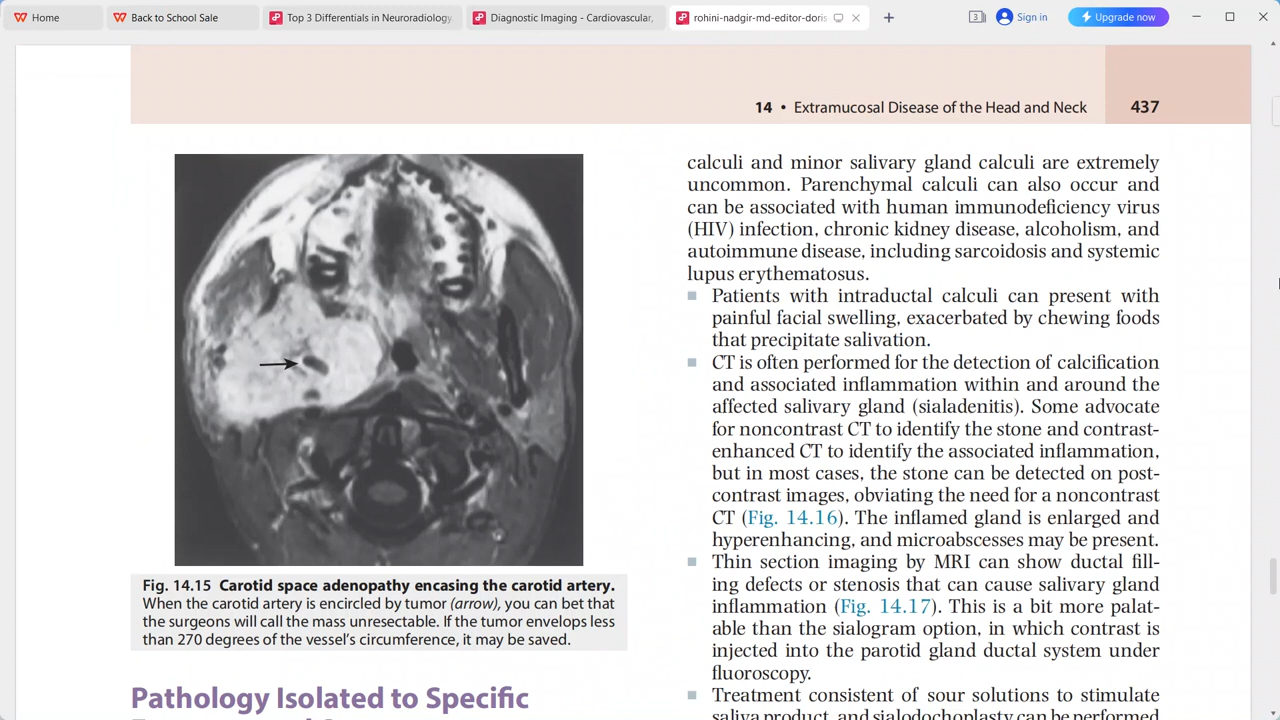 Home
Back to School Sale
Top 3 Differentials in Neuroradiology
Diagnostic Imaging - Cardiovascular,
rohini-nadgir-md-editor-doris
3
Sign in
Upgrade now
14 • Extramucosal Disease of the Head and Neck 437
Fig. 14.15 Carotid space adenopathy encasing the carotid artery.
When the carotid artery is encircled by tumor (arrow), you can bet that
the surgeons will call the mass unresectable. If the tumor envelops less
than 270 degrees of the vessel's circumference, it may be saved.
Pathology Isolated to Specific
calculi and minor salivary gland calculi are extremely
uncommon. Parenchymal calculi can also occur and
can be associated with human immunodeficiency virus
(HIV) infection, chronic kidney disease, alcoholism, and
autoimmune disease, including sarcoidosis and systemic
lupus erythematosus.
Patients with intraductal calculi can present with
painful facial swelling, exacerbated by chewing foods
that precipitate salivation.
CT is often performed for the detection of calcification
and associated inflammation within and around the
affected salivary gland (sialadenitis). Some advocate
for noncontrast CT to identify the stone and contrast-
enhanced CT to identify the associated inflammation,
but in most cases, the stone can be detected on post-
contrast images, obviating the need for a noncontrast
CT (Fig. 14.16). The inflamed gland is enlarged and
hyperenhancing, and microabscesses may be present.
Thin section imaging by MRI can show ductal fill-
ing defects or stenosis that can cause salivary gland
inflammation (Fig. 14.17). This is a bit more palat-
able than the sialogram option, in which contrast is
injected into the parotid gland ductal system under
fluoroscopy.
Treatment consistent of sour solutions to stimulate
saliva product, and sialodochoplasty can be performed